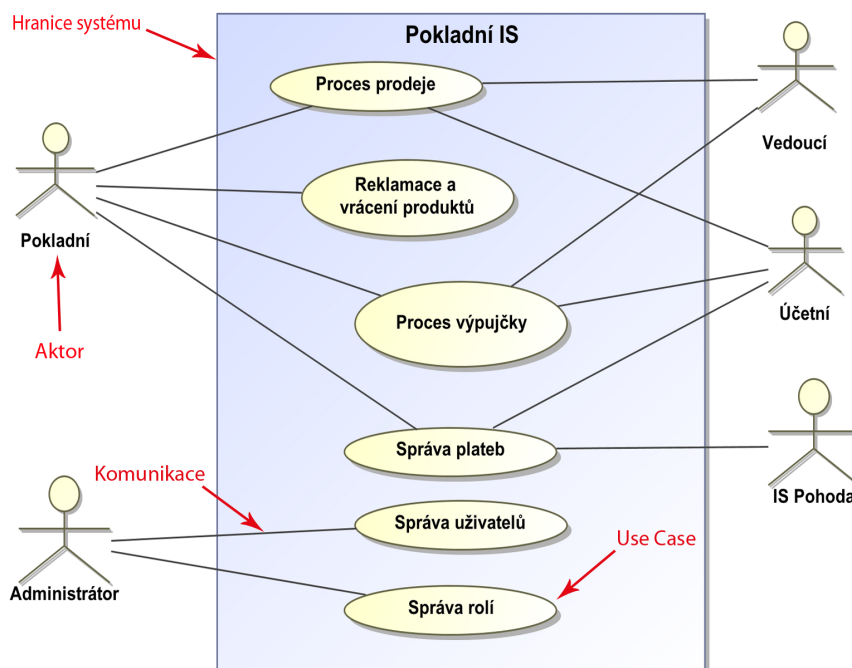 Hranice systému
Pokladní IS
Proces prodeje
Vedoucí
Reklamace a
vrácení produktů
Pokladní
Účetní
Proces výpujčky
Aktor
Správa plateb
Komunikace
IS Pohoda
Správa uživatelů
Use Case
Administrátor
Správa rolí